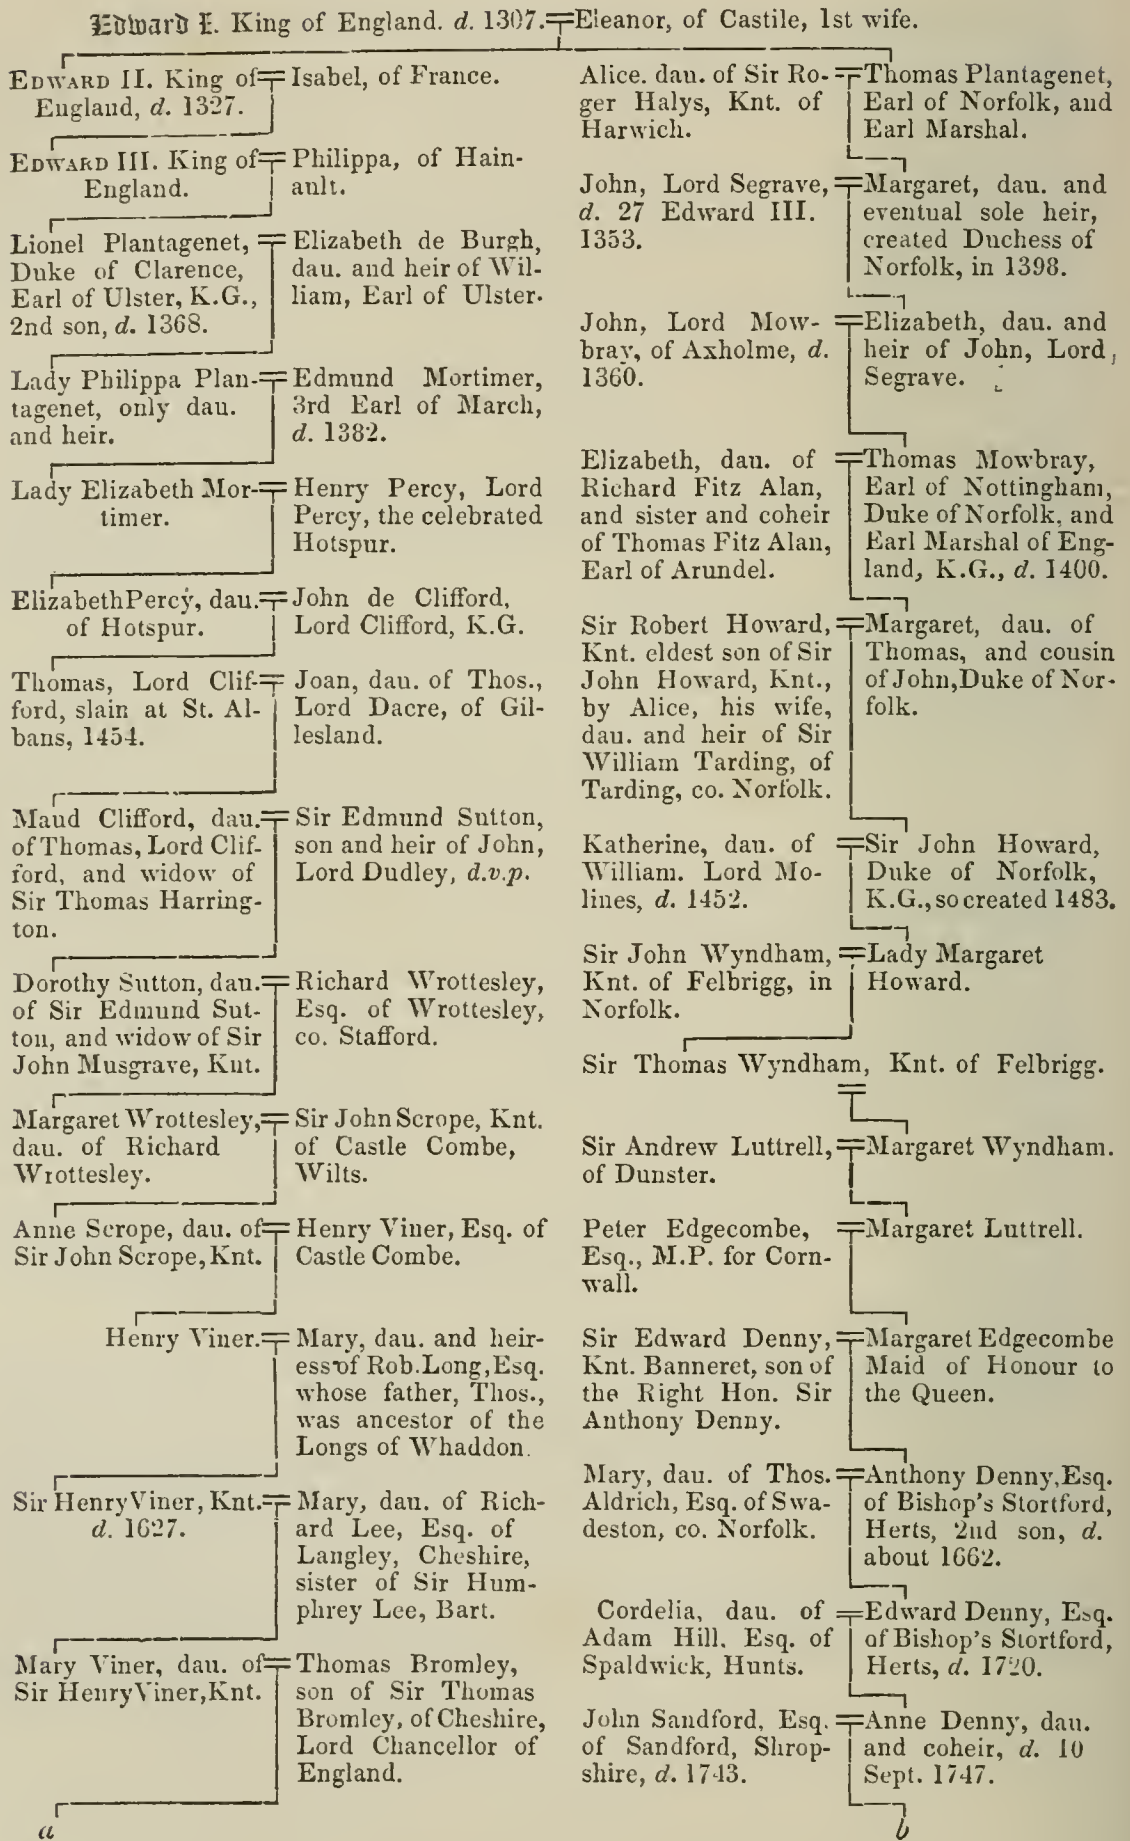 Edward I. King of England. d. 1307.=Eleanor, of Castile, 1st wife.
EDWARD II. King of
England, d. 1327.
Isabel, of France.
EDWARD III. King of
England.
Philippa, of Hain-
ault.
Lionel Plantagenet,
Duke of Clarence,
Earl of Ulster, K.G.,
2nd son, d. 1368.
Elizabeth de Burgh,
dau. and heir of Wil-
liam, Earl of Ulster.
Lady Philippa Plan-
tagenet, only dau.
and heir.
Edmund Mortimer,
3rd Earl of March,
d. 1382.
Lady Elizabeth Mor-
timer.
Henry Percy, Lord
Percy, the celebrated
Hotspur.
Elizabeth Percy, dau.
of Hotspur.
John de Clifford,
Lord Clifford, K.G.
Thomas, Lord Clif-
ford, slain at St. Al-
bans, 1454.
Joan, dau. of Thos.,
Lord Dacre, of Gil-
lesland.
Maud Clifford, dau.
of Thomas, Lord Clif-
ford, and widow of
Sir Thomas Harring-
ton.
Sir Edmund Sutton,
son and heir of John,
Lord Dudley, d.v.p.
Dorothy Sutton, dau.
of Sir Edmund Sut-
ton, and widow of Sir
John Musgrave, Knt.
Richard Wrottesley,
Esq. of Wrottesley,
co. Stafford.
Margaret Wrottesley,
dau. of Richard
Wrottesley.
Sir John Scrope, Knt.
of Castle Combe,
Wilts.
Anne Scrope, dau. of
Sir John Scrope, Knt.
Henry Viner, Esq. of
Castle Combe.
Henry Viner.
Mary, dau. and heir-
ess of Rob. Long, Esq.
whose father, Thos.,
was ancestor of the
Longs of Whaddon.
Sir Henry Viner, Knt.
d. 1627.
Mary, dau. of Rich-
ard Lee, Esq. of
Langley, Cheshire,
sister of Sir Hum-
phrey Lee, Bart.
Mary Viner, dau. of
Sir Henry Viner, Knt.
Thomas Bromley,
son of Sir Thomas
Bromley, of Cheshire,
Lord Chancellor of
England.
a
Alice. dau. of Sir Ro-
ger Halys, Knt. of
Harwich.
Thomas Plantagenet,
Earl of Norfolk, and
Earl Marshal.
John, Lord Segrave,
d. 27 Edward III.
1353.
Margaret, dau. and
eventual sole heir,
created Duchess of
Norfolk, in 1398.
John, Lord Mow-
bray, of Axholme, d.
1360.
Elizabeth, dau. and
heir of John, Lord,
Segrave.
Elizabeth, dau. of
Richard Fitz Alan,
and sister and coheir
of Thomas Fitz Alan,
Earl of Arundel.
Thomas Mowbray,
Earl of Nottingham,
Duke of Norfolk, and
Earl Marshal of Eng-
land, K.G., d. 1400.
Sir Robert Howard,
Knt. eldest son of Sir
John Howard, Knt.,
by Alice, his wife,
dau. and heir of Sir
William Tarding, of
Tarding, co. Norfolk.
Margaret, dau. of
Thomas, and cousin
of John, Duke of Nor-
folk.
Katherine, dau. of
William. Lord Mo-
lines, d. 1452.
Sir John Howard,
Duke of Norfolk,
K.G., so created 1483.
Sir John Wyndham,
Knt. of Felbrigg, in
Norfolk.
Lady Margaret
Howard.
Sir Thomas Wyndham, Knt. of Felbrigg.
Sir Andrew Luttrell,
of Dunster.
Margaret Wyndham.
Peter Edgecombe,
Esq., M.P. for Corn-
wall.
Margaret Luttrell.
Sir Edward Denny,
Knt. Banneret, son of
the Right Hon. Sir
Anthony Denny.
Margaret Edgecombe
Maid of Honour to
the Queen.
Mary, dau. of Thos.
Aldrich, Esq. of Swa-
deston, co. Norfolk.
Anthony Denny, Esq.
of Bishop's Stortford,
Herts, 2nd son, d.
about 1662.
Cordelia, dau. of
Adam Hill. Esq. of
Spaldwick, Hunts.
Edward Denny, Esq.
of Bishop's Stortford,
Herts, d. 1720.
John Sandford, Esq.
of Sandford, Shrop-
shire, d. 1743.
Anne Denny, dau.
and coheir, d. 10
Sept. 1747.
b